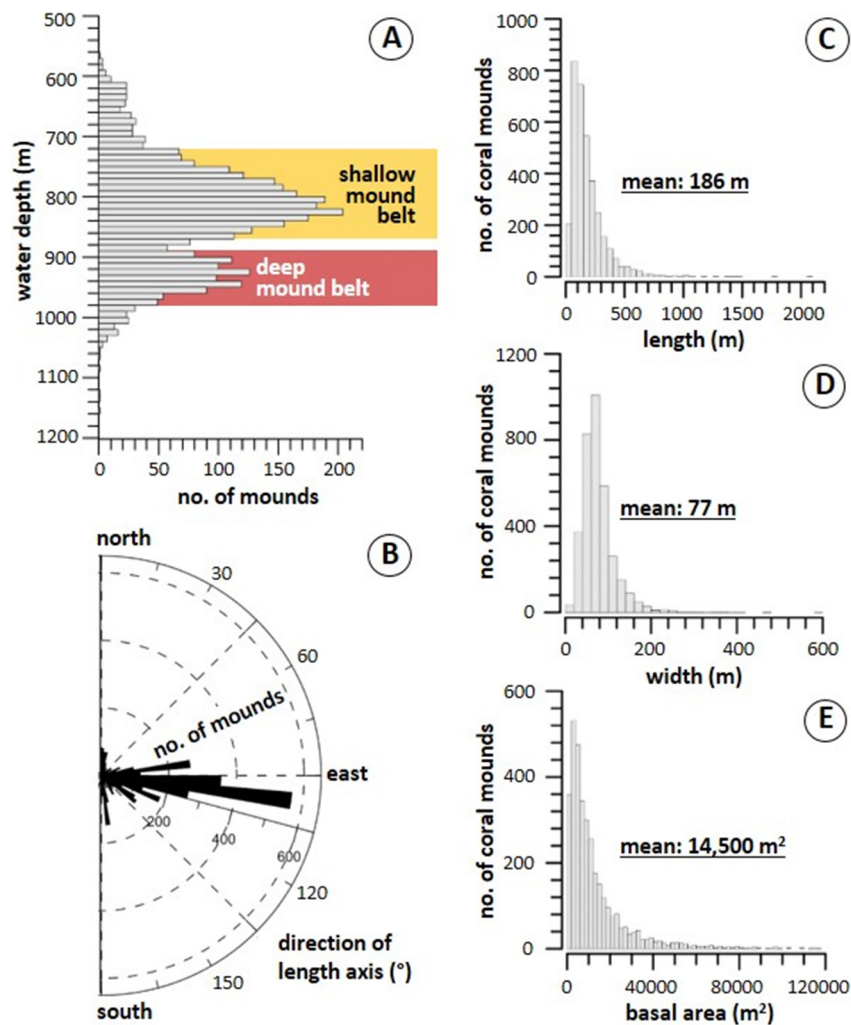 A
500
600
700
800
900
1000
1100
1200
water depth (m)
shallow
mound
belt
deep
mound belt
0 50 100 150 200
no. of mounds
B
north
30
60
no. of mounds
east
200
400
600
120
direction of
length axis (°)
150
south
C
1000
800
600
400
200
0
no. of coral mounds
mean: 186 m
0 500 1000 1500 2000
length (m)
D
1200
800
400
0
no. of coral mounds
mean: 77 m
0 200 400 600
width (m)
E
600
400
200
0
no. of coral mounds
mean: 14,500 m²
0 40000 80000 120000
basal area (m²)